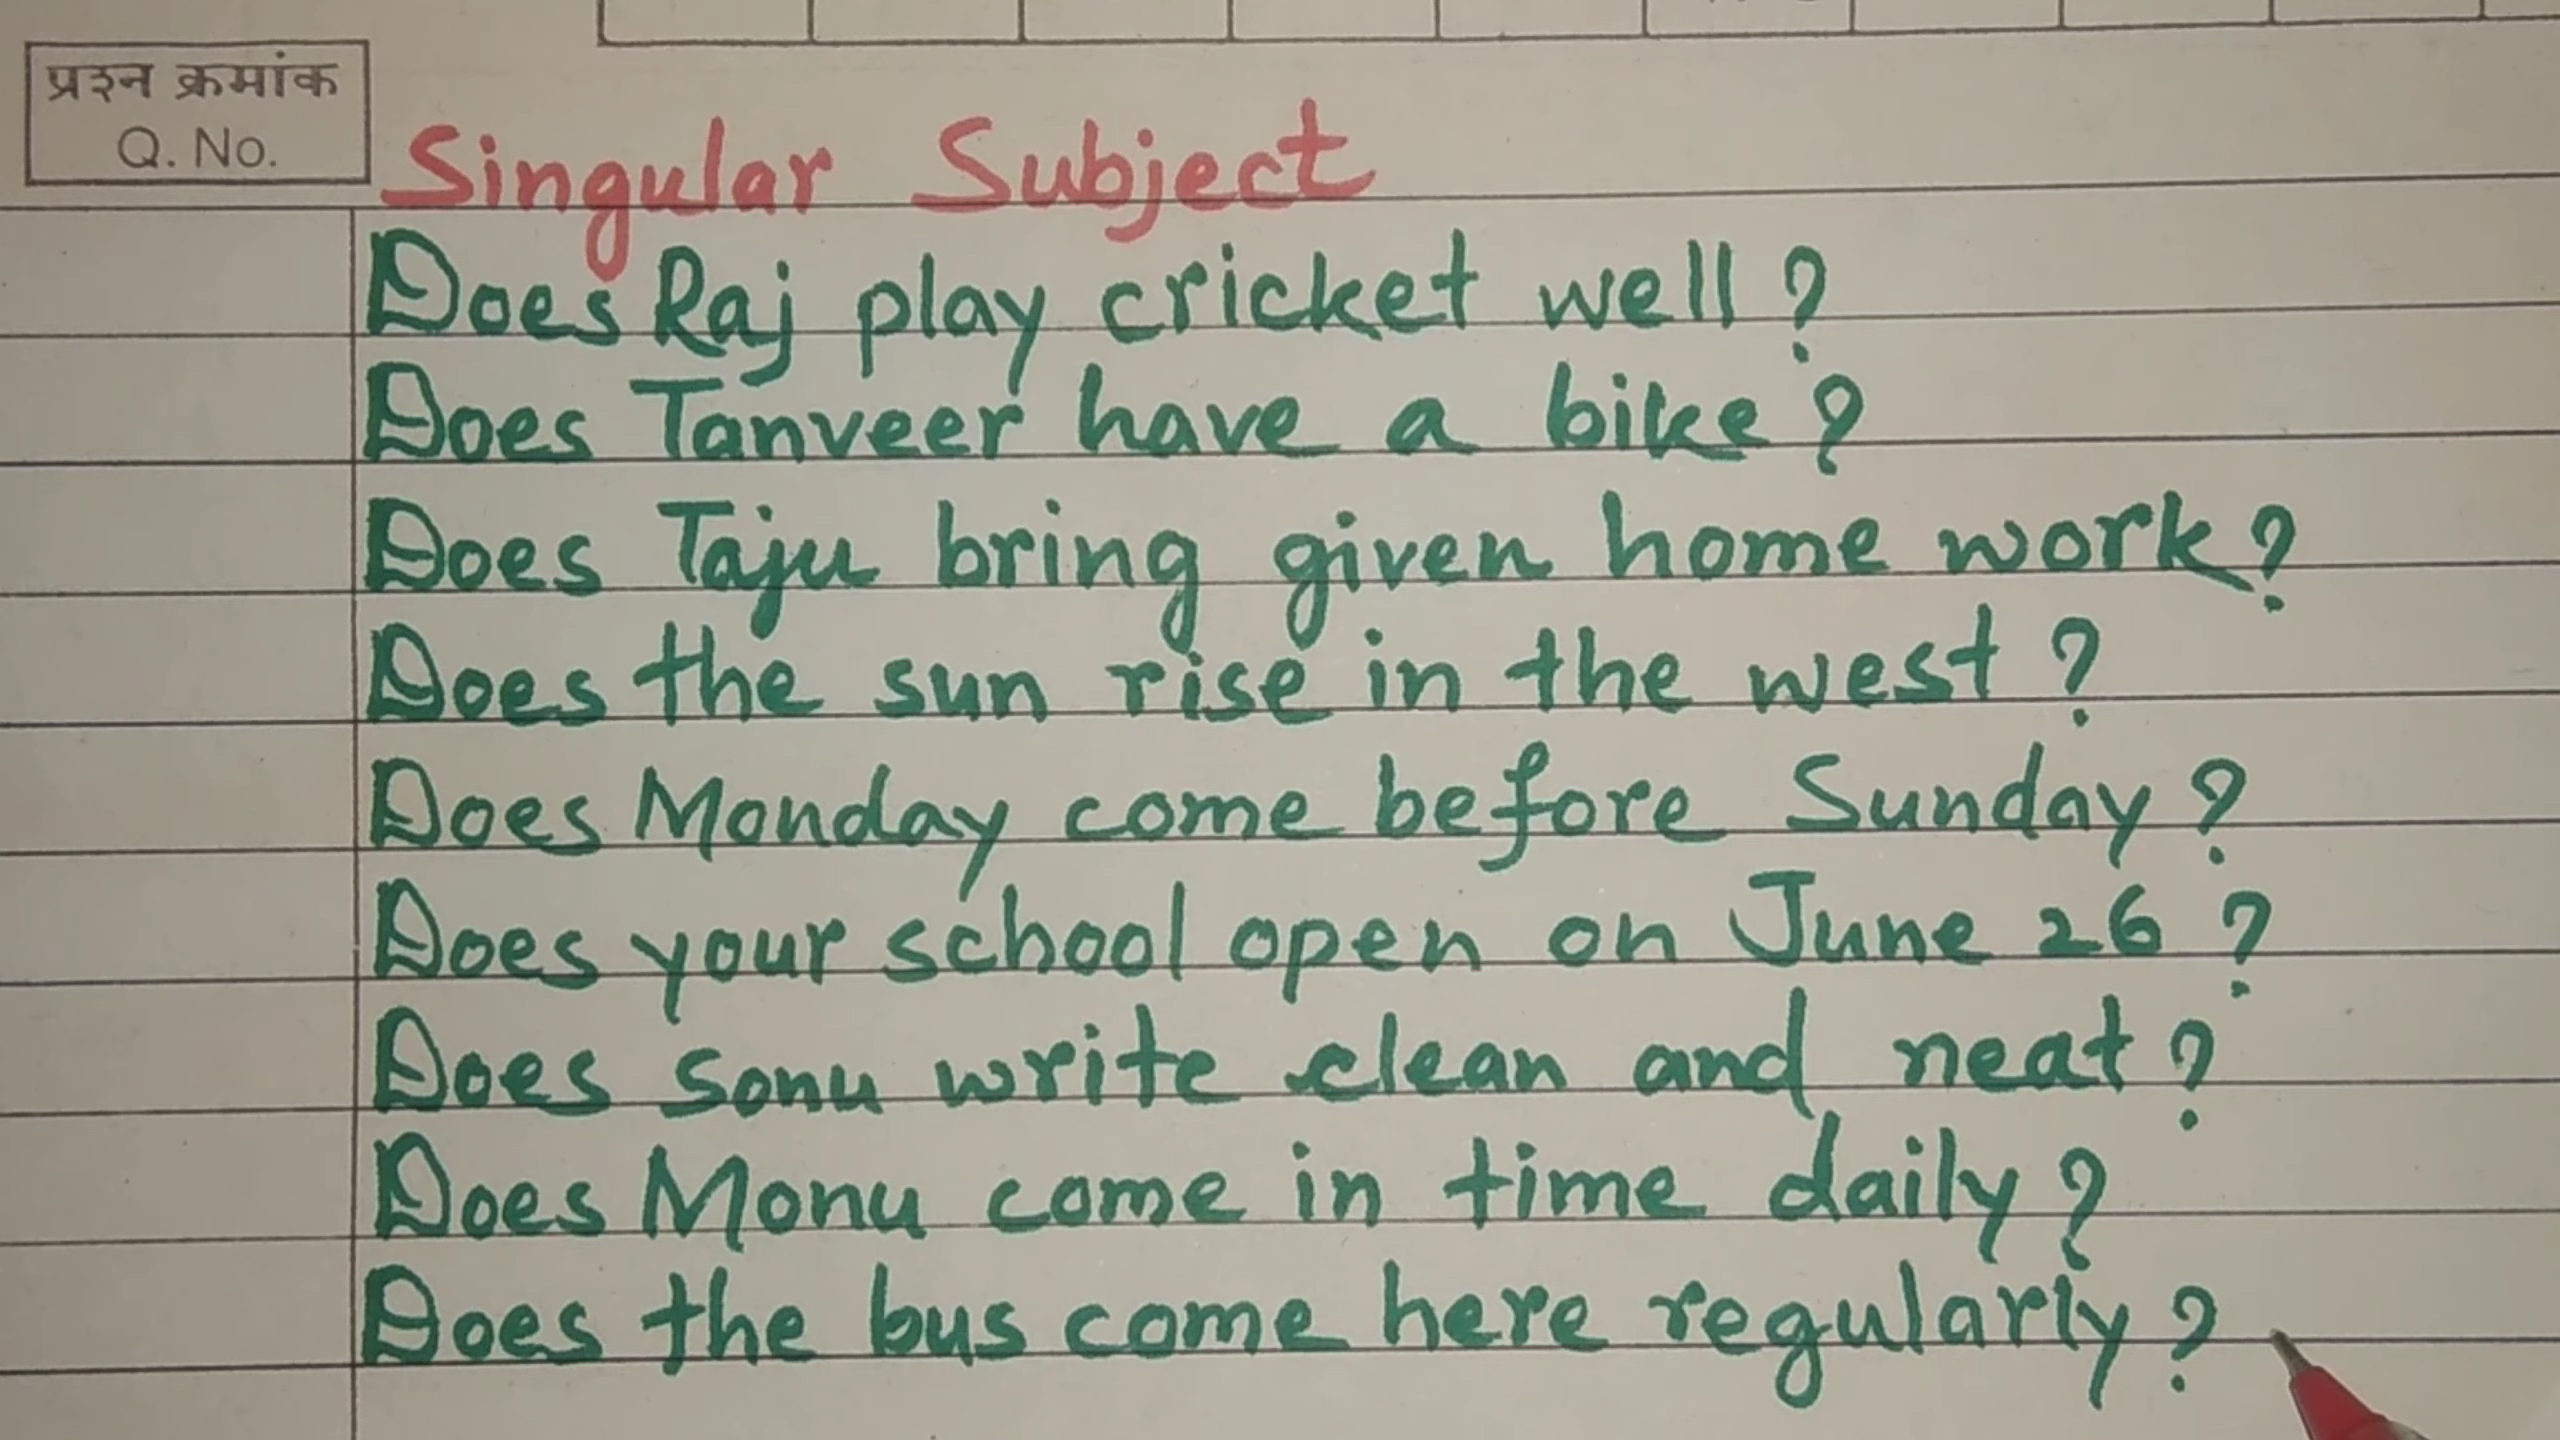 प्रश्न क्रमांक
Q. No.
Singular Subject
Does Raj play cricket well?
Does Tanveer have a bike?
Does Taju bring given home work?
Does the sun rise in the west?
Does Monday come before Sunday?
Does your school open on June 26?
Does sonu write clean and neat?
Does Monu come in time daily?
Does the bus come here regularly?